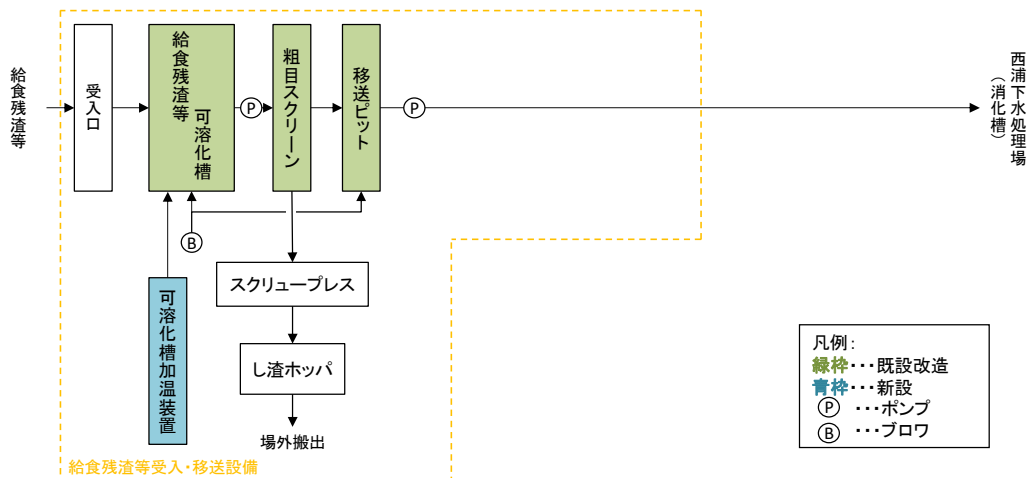 給食残渣等
受入口
給食残渣等
可溶化槽
P
粗目スクリーン
移送ピット
P
西浦下水処理場
（消化槽）
B
可溶化槽加温装置
スクリュープレス
し渣ホッパ
場外搬出
給食残渣等受入・移送設備
凡例：
緑枠・・・既設改造
青枠・・・新設
P ・・・ポンプ
B ・・・ブロワ